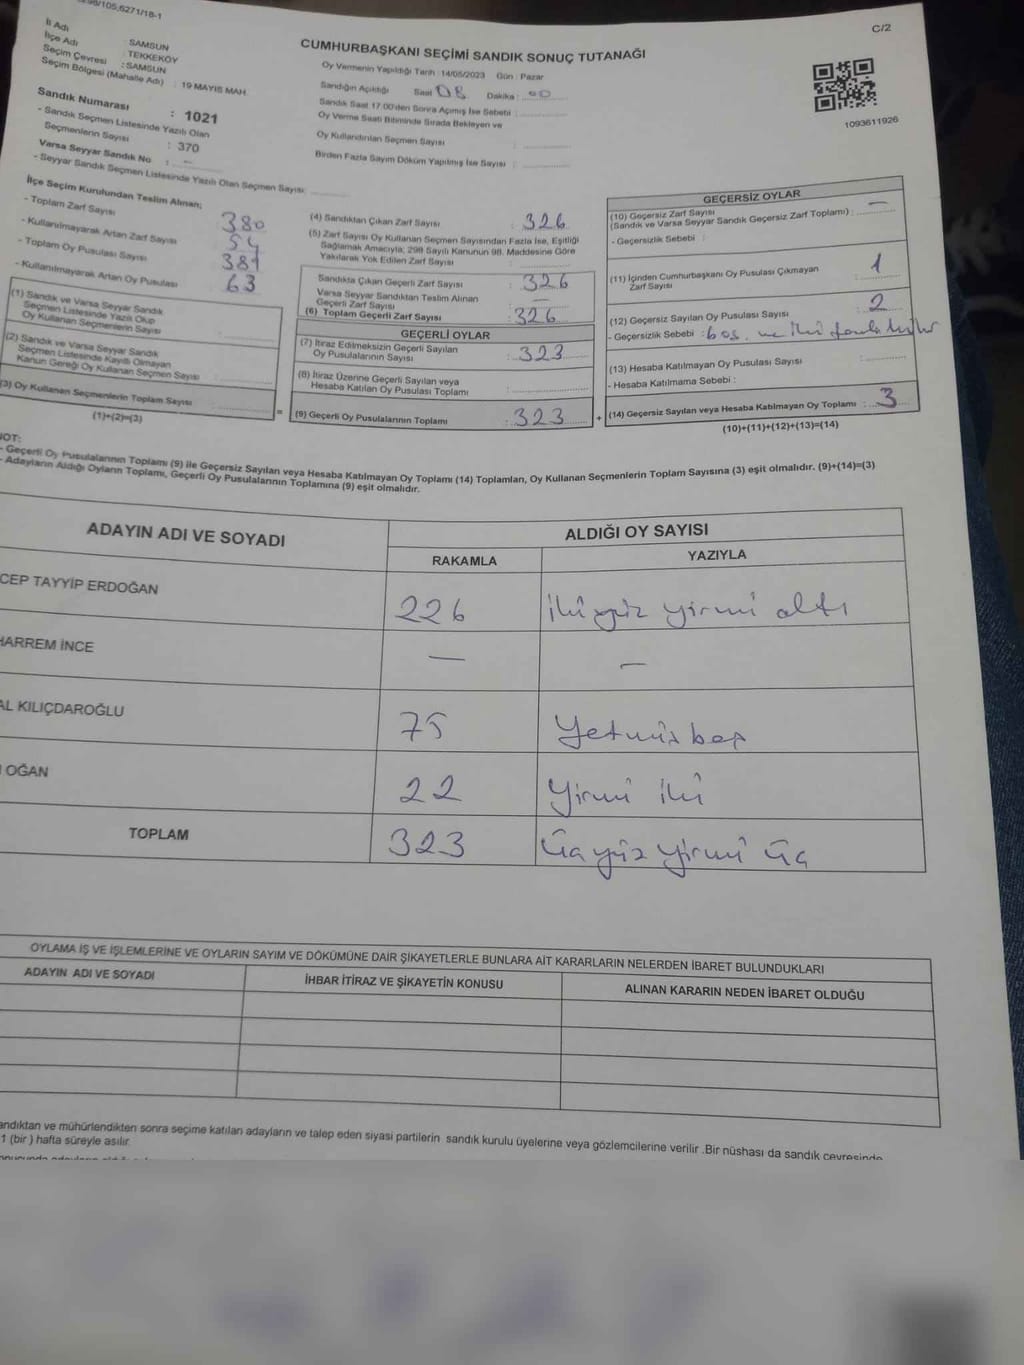 298/105,6271/18-1
C/2
İl Adı : SAMSUN
İlçe Adı : TEKKEKÖY
Seçim Çevresi : SAMSUN
Seçim Bölgesi (Mahalle Adı) : 19 MAYIS MAH.
Sandık Numarası : 1021
- Sandık Seçmen Listesinde Yazılı Olan
Seçmenlerin Sayısı : 370
Varsa Seyyar Sandık No : -
- Seyyar Sandık Seçmen Listesinde Yazılı Olan Seçmen Sayısı:
CUMHURBAŞKANI SEÇİMİ SANDIK SONUÇ TUTANAĞI
Oy Vermenin Yapıldığı Tarih :14/05/2023 Gün : Pazar
Sandığın Açıldığı Saat 08 Dakika : 00
Sandık Saat 17.00'den Sonra Açımış İse Sebebi :
Oy Verme Saati Bitiminde Sırada Bekleyen ve
Oy Kullandırılan Seçmen Sayısı :
Birden Fazla Sayım Döküm Yapılmış İse Sayısı :
1093611926
İlçe Seçim Kurulundan Teslim Alınan;
- Toplam Zarf Sayısı : 380
- Kullanılmayarak Artan Zarf Sayısı : 54
- Toplam Oy Pusulası Sayısı : 389
- Kullanılmayarak Artan Oy Pusulası : 63
(1) Sandık ve Varsa Seyyar Sandık
Seçmen Listesinde Yazılı Olup
Oy Kullanan Seçmenlerin Sayısı :
(2) Sandık ve Varsa Seyyar Sandık
Seçmen Listesinde Kayıtlı Olmayan
Kanun Gereği Oy Kullanan Seçmen Sayısı :
(3) Oy Kullanan Seçmenlerin Toplam Sayısı :
(1)+(2)=(3)
(4) Sandıktan Çıkan Zarf Sayısı : 326
(5) Zarf Sayısı Oy Kullanan Seçmen Sayısından Fazla İse, Eşitliği
Sağlamak Amacıyla; 298 Sayılı Kanunun 98. Maddesine Göre
Yakılarak Yok Edilen Zarf Sayısı :
Sandıkta Çıkan Geçerli Zarf Sayısı : 326
Varsa Seyyar Sandıktan Teslim Alınan
Geçerli Zarf Sayısı : -
(6) Toplam Geçerli Zarf Sayısı : 326
GEÇERLİ OYLAR
(7) İtiraz Edilmeksizin Geçerli Sayılan
Oy Pusulalarının Sayısı : 323
(8) İtiraz Üzerine Geçerli Sayılan veya
Hesaba Katılan Oy Pusulası Toplamı :
(9) Geçerli Oy Pusulalarının Toplamı : 323
GEÇERSİZ OYLAR
(10) Geçersiz Zarf Sayısı
(Sandık ve Varsa Seyyar Sandık Geçersiz Zarf Toplamı) : -
- Geçersizlik Sebebi :
(11) İçinden Cumhurbaşkanı Oy Pusulası Çıkmayan
Zarf Sayısı : 1
(12) Geçersiz Sayılan Oy Pusulası Sayısı : 2
- Geçersizlik Sebebi : boş ve iki
(13) Hesaba Katılmayan Oy Pusulası Sayısı :
- Hesaba Katılmama Sebebi :
(14) Geçersiz Sayılan veya Hesaba Katılmayan Oy Toplamı : 3
(10)+(11)+(12)+(13)=(14)
NOT:
- Geçerli Oy Pusulalarının Toplamı (9) ile Geçersiz Sayılan veya Hesaba Katılmayan Oy Toplamı (14) Toplamları, Oy Kullanan Seçmenlerin Toplam Sayısına (3) eşit olmalıdır. (9)+(14)=(3)
- Adayların Aldığı Oyların Toplamı, Geçerli Oy Pusulalarının Toplamına (9) eşit olmalıdır.
ADAYIN ADI VE SOYADI
ALDIĞI OY SAYISI
RAKAMLA YAZIYLA
CEP TAYYİP ERDOĞAN 226 iki yüz yirmi altı
HARREM İNCE - -
AL KILIÇDAROĞLU 75 Yetmiş beş
OĞAN 22 yirmi iki
TOPLAM 323 üç yüz yirmi üç
OYLAMA İŞ VE İŞLEMLERİNE VE OYLARIN SAYIM VE DÖKÜMÜNE DAİR ŞİKAYETLERLE BUNLARA AİT KARARLARIN NELERDEN İBARET BULUNDUKLARI
ADAYIN ADI VE SOYADI İHBAR İTİRAZ VE ŞİKAYETİN KONUSU ALINAN KARARIN NEDEN İBARET OLDUĞU
andıktan ve mühürlendikten sonra seçime katılan adayların ve talep eden siyasi partilerin sandık kurulu üyelerine veya gözlemcilerine verilir .Bir nüshası da sandık çevresinde
1 (bir ) hafta süreyle asılır.